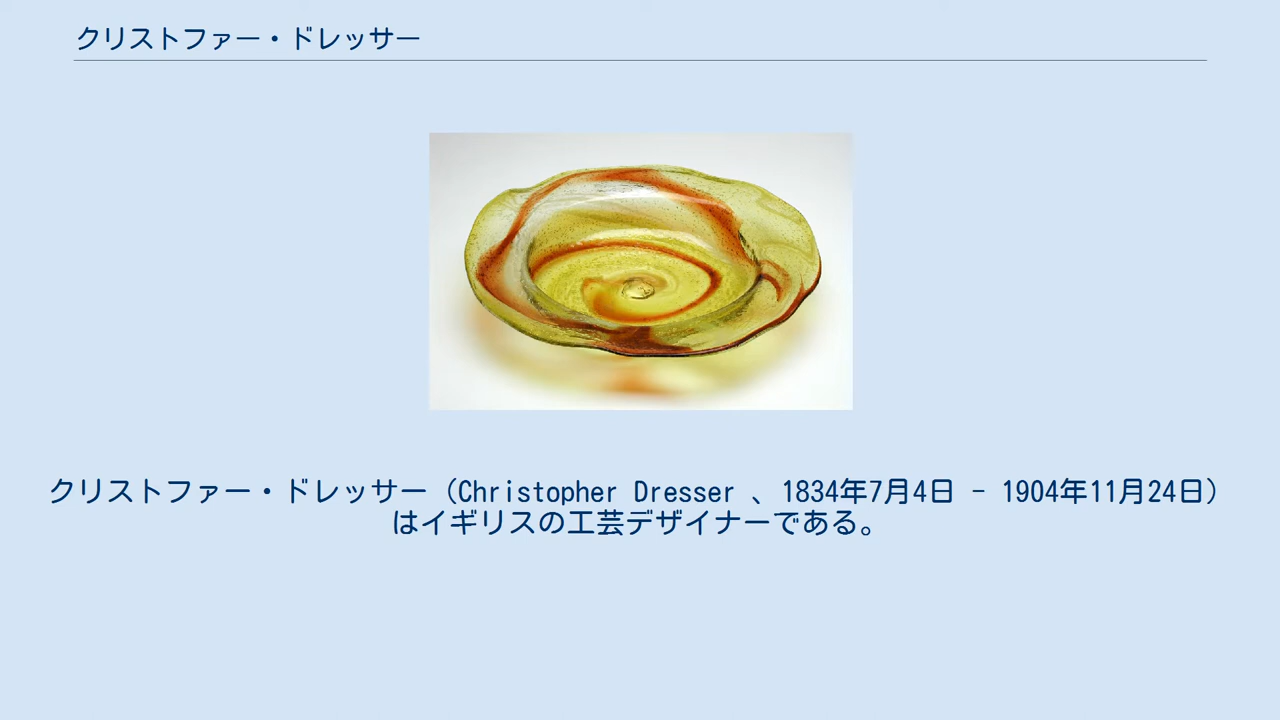 クリストファー・ドレッサー
クリストファー・ドレッサー（Christopher Dresser 、1834年7月4日 - 1904年11月24日）
はイギリスの工芸デザイナーである。